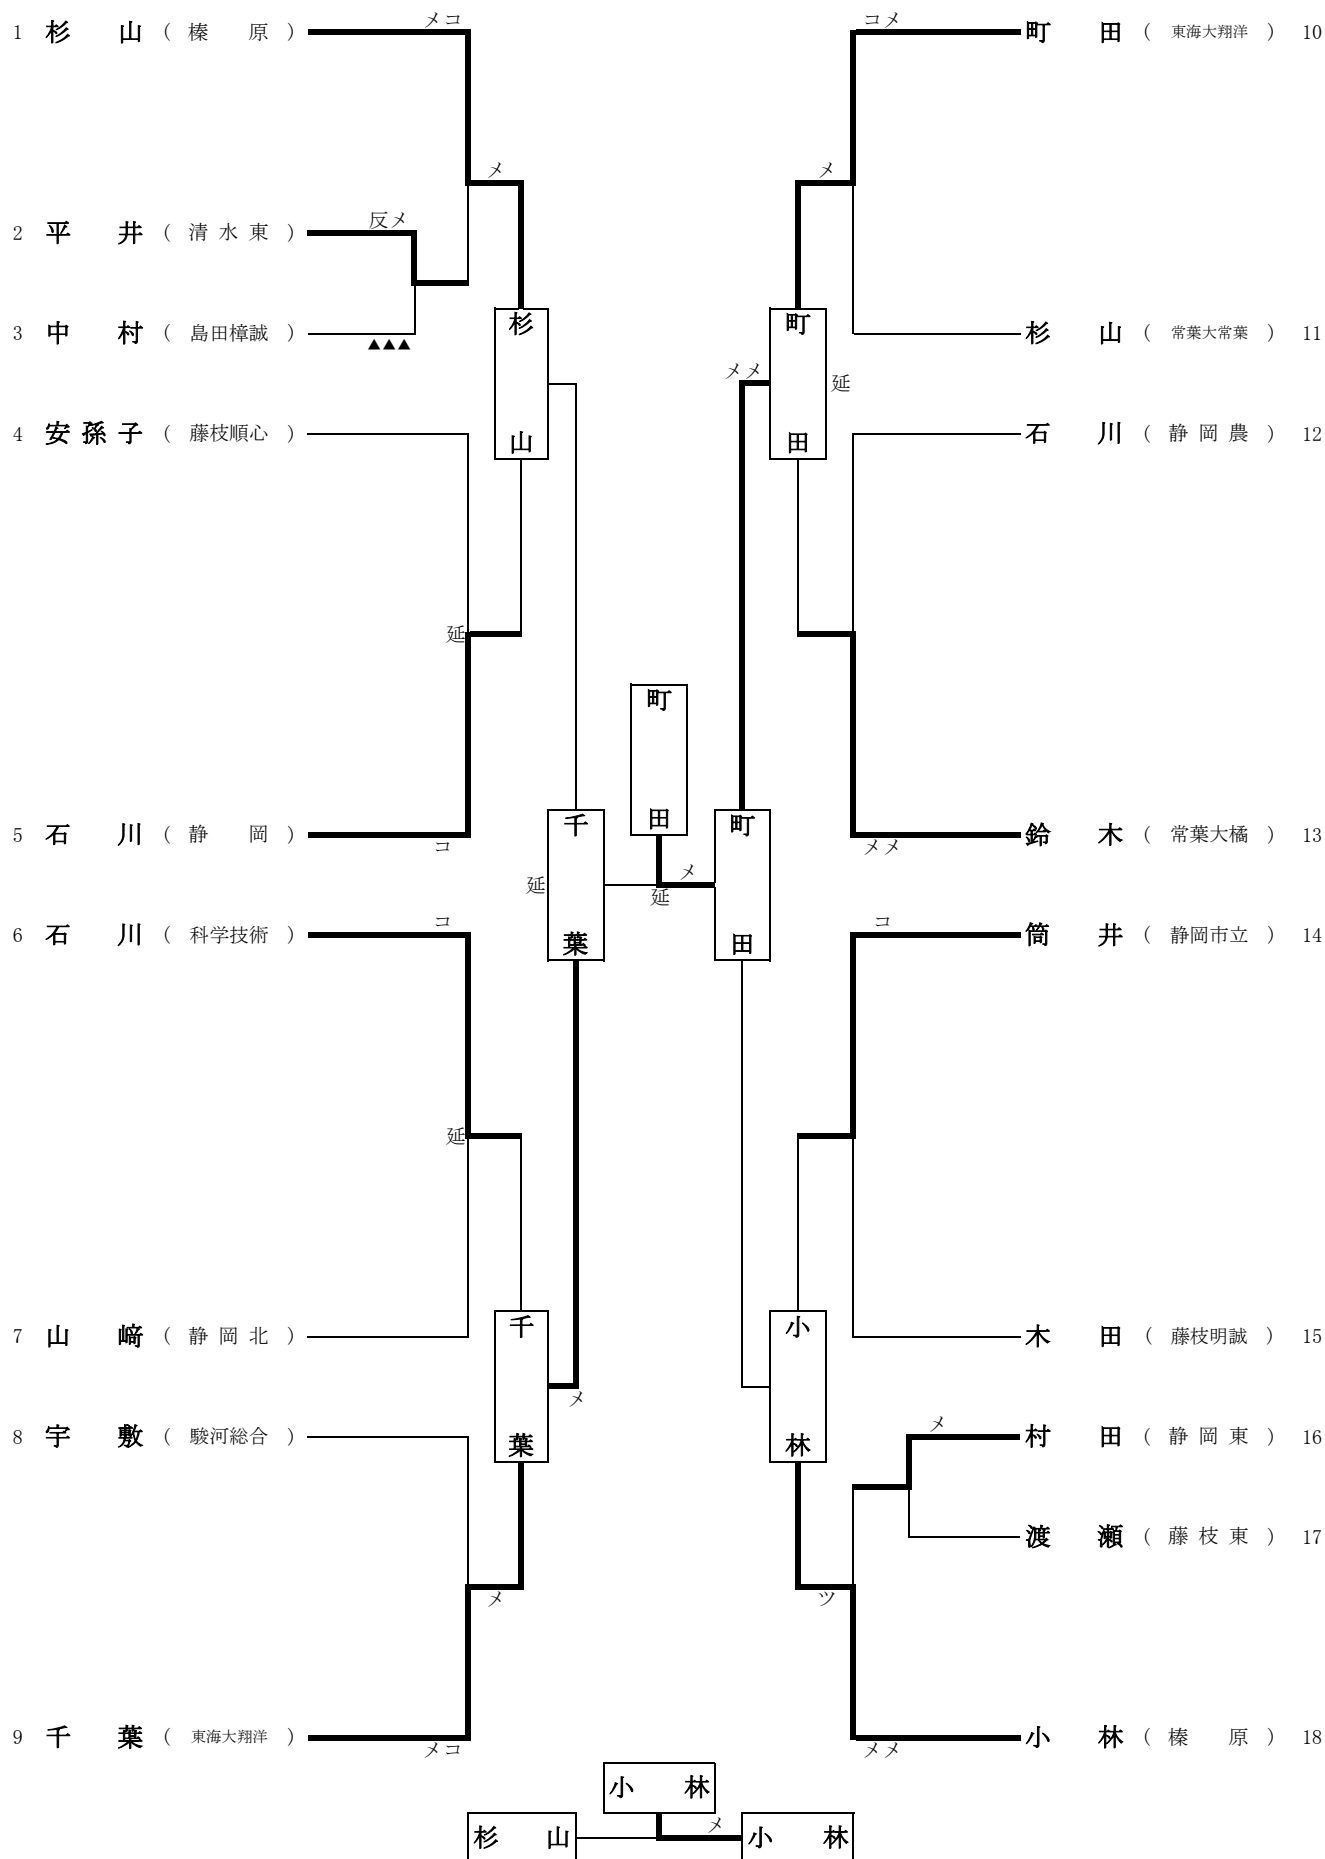 メコ
コメ
1 杉山 ( 榛原 )
町田 ( 東海大翔洋 ) 10
メ
メ
反メ
2 平井 ( 清水東 )
杉
町
3 中村 ( 島田樟誠 )
杉山 ( 常葉大常葉 ) 11
▲▲▲
メメ
延
4 安孫子 ( 藤枝順心 )
石川 ( 静岡農 ) 12
山
田
延
町
田
千
町
5 石川 ( 静岡 )
鈴木 ( 常葉大橘 ) 13
コ
メメ
メ
延
延
コ
コ
6 石川 ( 科学技術 )
筒井 ( 静岡市立 ) 14
葉
田
延
千
小
7 山﨑 ( 静岡北 )
木田 ( 藤枝明誠 ) 15
メ
メ
8 宇敷 ( 駿河総合 )
村田 ( 静岡東 ) 16
葉
林
渡瀬 ( 藤枝東 ) 17
メ
ツ
9 千葉 ( 東海大翔洋 )
小林 ( 榛原 ) 18
メコ
メメ
小林
メ
杉山
小林